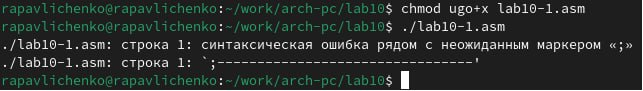 rapavlichenko@rapavlichenko:~/work/arch-pc/lab10$ chmod ugo+x lab10-1.asm
rapavlichenko@rapavlichenko:~/work/arch-pc/lab10$ ./lab10-1.asm
./lab10-1.asm: строка 1: синтаксическая ошибка рядом с неожиданным маркером «;»
./lab10-1.asm: строка 1: `;--------------------------------'
rapavlichenko@rapavlichenko:~/work/arch-pc/lab10$